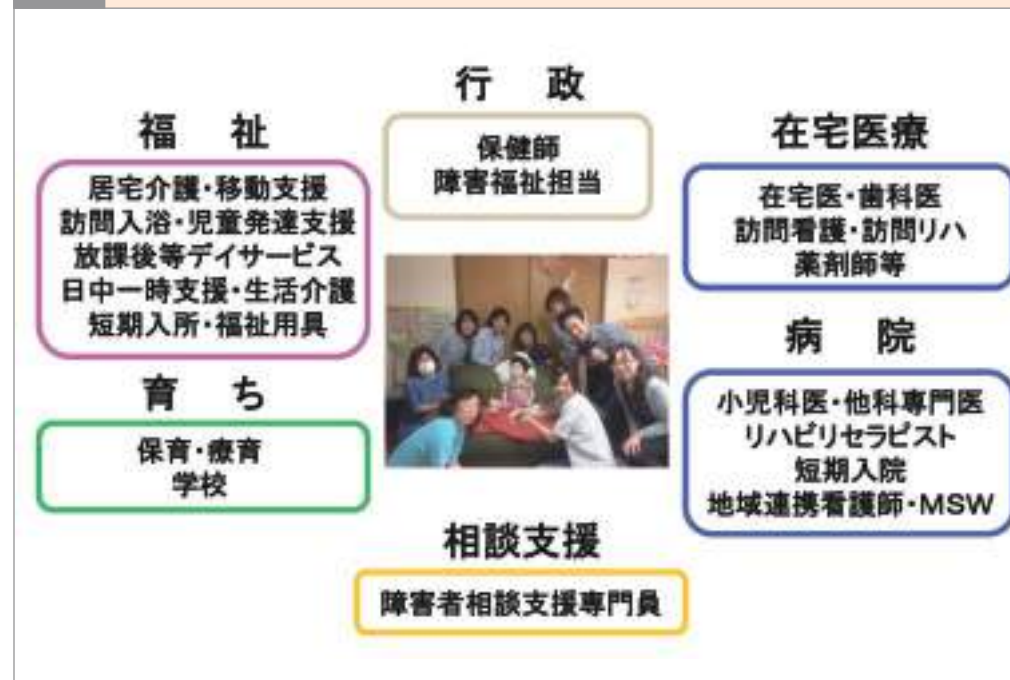 行 政
保健師
障害福祉担当
福 祉
居宅介護・移動支援
訪問入浴・児童発達支援
放課後等デイサービス
日中一時支援・生活介護
短期入所・福祉用具
在宅医療
在宅医・歯科医
訪問看護・訪問リハ
薬剤師等
育 ち
保育・療育
学校
病 院
小児科医・他科専門医
リハビリセラピスト
短期入院
地域連携看護師・MSW
相談支援
障害者相談支援専門員